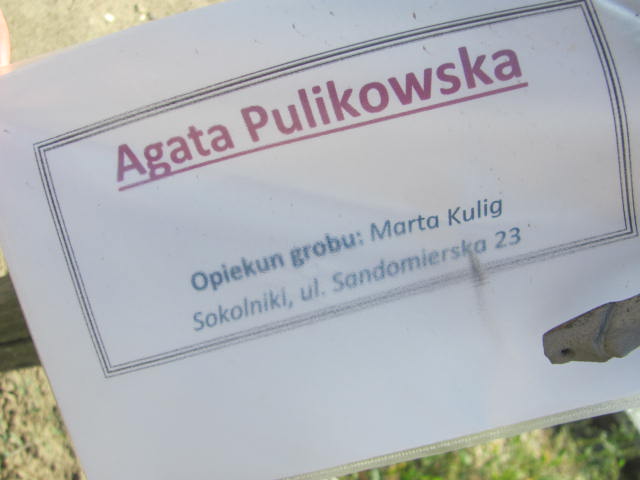 Agata Pulikowska
Opiekun grobu: Marta Kulig
Sokolniki, ul. Sandomierska 23